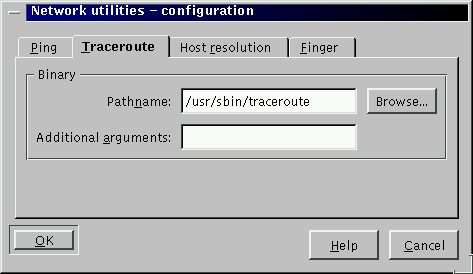 Network utilities – configuration
Ping Traceroute Host resolution Finger
Binary
Pathname: /usr/sbin/traceroute Browse...
Additional arguments:
OK Help Cancel